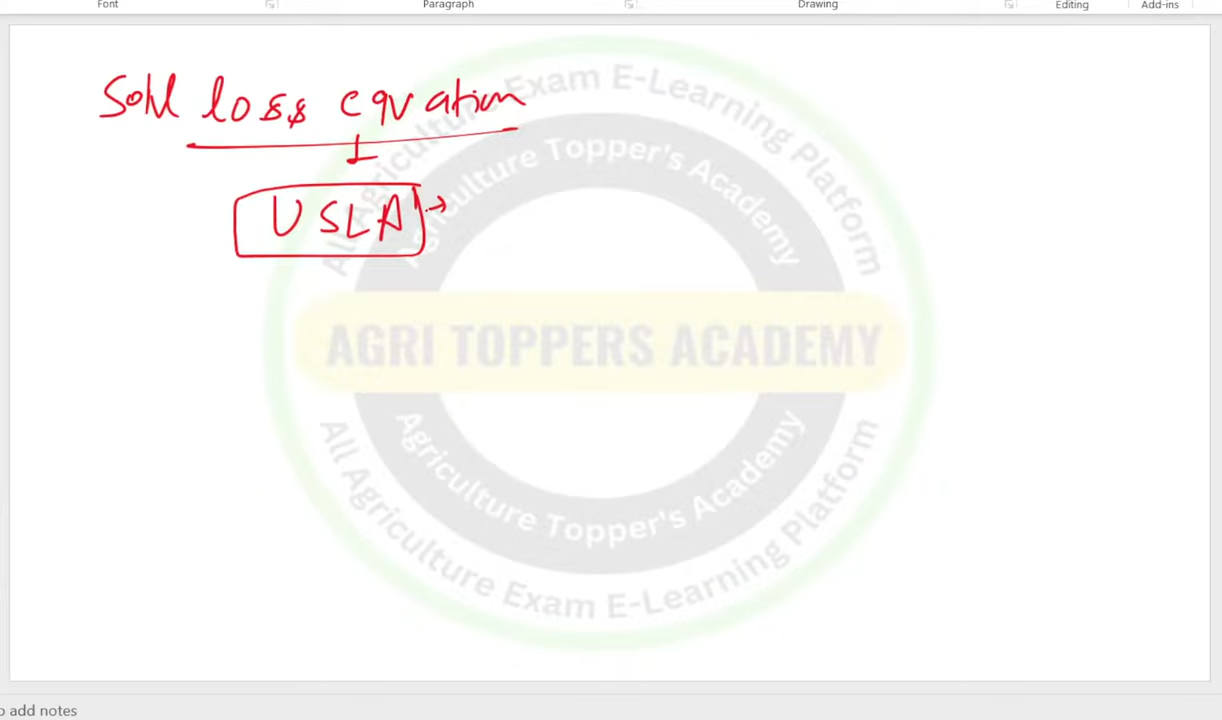 Font Paragraph Drawing Editing Add-ins
Soil loss equation
USLA
All Agriculture Exam E-Learning Platform
Agriculture Topper's Academy
AGRI TOPPERS ACADEMY
Agriculture Topper's Academy
All Agriculture Exam E-Learning Platform
o add notes